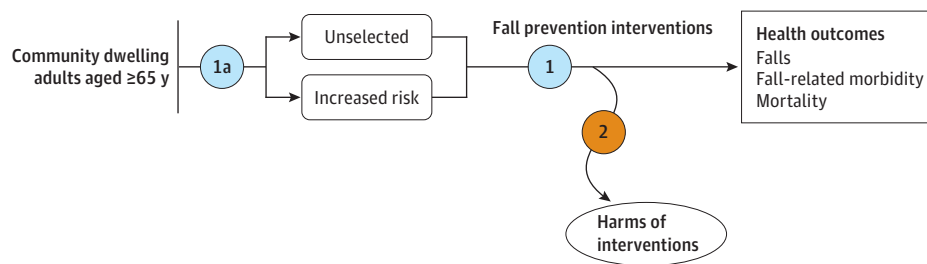 Community dwelling
adults aged ≥65 y
1a
Unselected
Increased risk
Fall prevention interventions
1
2
Harms of
interventions
Health outcomes
Falls
Fall-related morbidity
Mortality